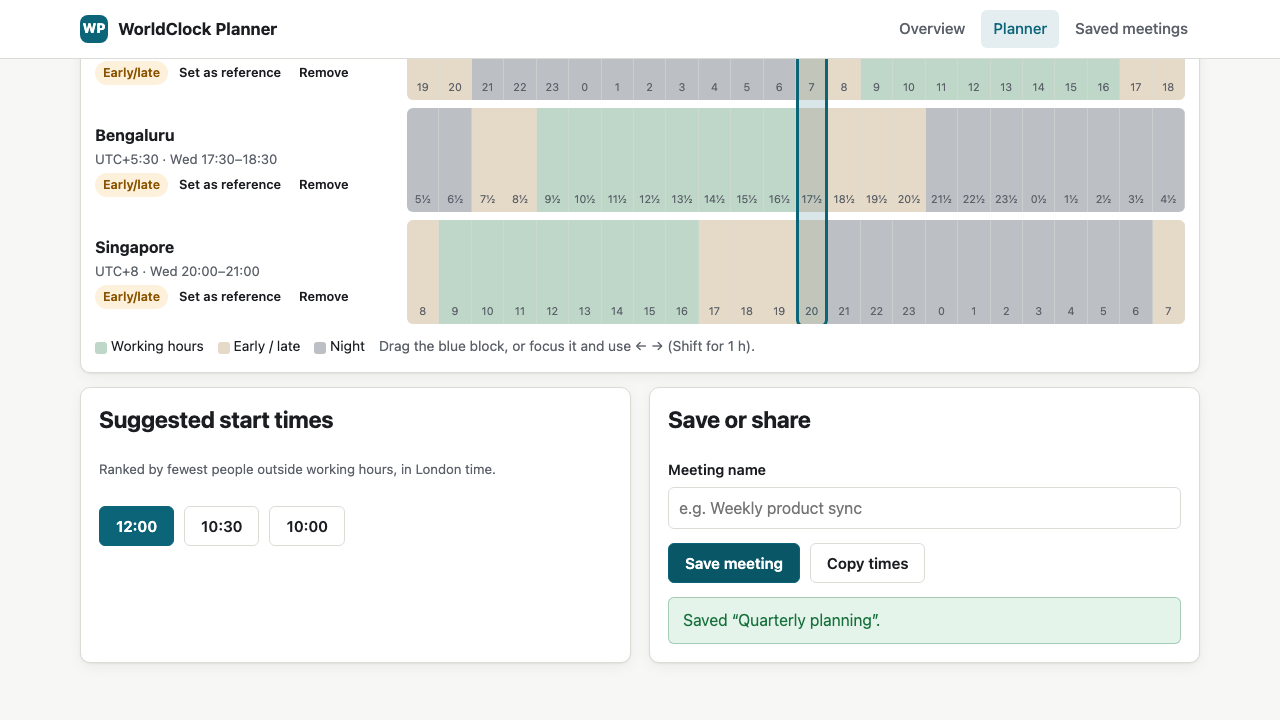 WP WorldClock Planner Overview Planner Saved meetings
Early/late Set as reference Remove
19 20 21 22 23 0 1 2 3 4 5 6 7 8 9 10 11 12 13 14 15 16 17 18
Bengaluru
UTC+5:30 · Wed 17:30–18:30
Early/late Set as reference Remove
5½ 6½ 7½ 8½ 9½ 10½ 11½ 12½ 13½ 14½ 15½ 16½ 17½ 18½ 19½ 20½ 21½ 22½ 23½ 0½ 1½ 2½ 3½ 4½
Singapore
UTC+8 · Wed 20:00–21:00
Early/late Set as reference Remove
8 9 10 11 12 13 14 15 16 17 18 19 20 21 22 23 0 1 2 3 4 5 6 7
Working hours Early / late Night Drag the blue block, or focus it and use ← → (Shift for 1 h).
Suggested start times
Ranked by fewest people outside working hours, in London time.
12:00 10:30 10:00
Save or share
Meeting name
e.g. Weekly product sync
Save meeting Copy times
Saved “Quarterly planning”.